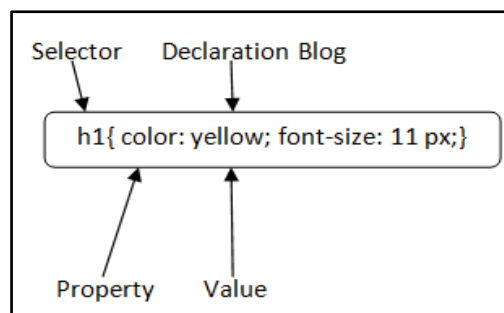 Selector Declaration Blog
h1{ color: yellow; font-size: 11 px;}
Property Value